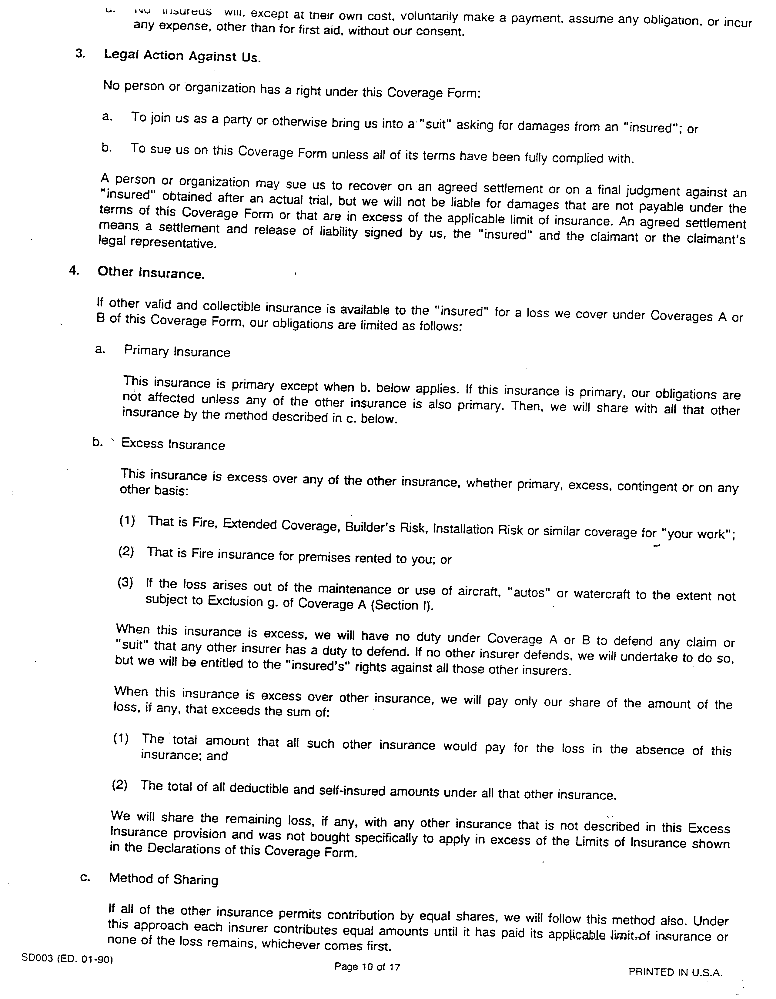 d. No "insureds" will, except at their own cost, voluntarily make a payment, assume any obligation, or incur
any expense, other than for first aid, without our consent.
3. Legal Action Against Us.
No person or organization has a right under this Coverage Form:
a. To join us as a party or otherwise bring us into a "suit" asking for damages from an "insured"; or
b. To sue us on this Coverage Form unless all of its terms have been fully complied with.
A person or organization may sue us to recover on an agreed settlement or on a final judgment against an
"insured" obtained after an actual trial, but we will not be liable for damages that are not payable under the
terms of this Coverage Form or that are in excess of the applicable limit of insurance. An agreed settlement
means a settlement and release of liability signed by us, the "insured" and the claimant or the claimant's
legal representative.
4. Other Insurance.
If other valid and collectible insurance is available to the "insured" for a loss we cover under Coverages A or
B of this Coverage Form, our obligations are limited as follows:
a. Primary Insurance
This insurance is primary except when b. below applies. If this insurance is primary, our obligations are
not affected unless any of the other insurance is also primary. Then, we will share with all that other
insurance by the method described in c. below.
b. Excess Insurance
This insurance is excess over any of the other insurance, whether primary, excess, contingent or on any
other basis:
(1) That is Fire, Extended Coverage, Builder's Risk, Installation Risk or similar coverage for "your work";
(2) That is Fire insurance for premises rented to you; or
(3) If the loss arises out of the maintenance or use of aircraft, "autos" or watercraft to the extent not
subject to Exclusion g. of Coverage A (Section I).
When this insurance is excess, we will have no duty under Coverage A or B to defend any claim or
"suit" that any other insurer has a duty to defend. If no other insurer defends, we will undertake to do so,
but we will be entitled to the "insured's" rights against all those other insurers.
When this insurance is excess over other insurance, we will pay only our share of the amount of the
loss, if any, that exceeds the sum of:
(1) The total amount that all such other insurance would pay for the loss in the absence of this
insurance; and
(2) The total of all deductible and self-insured amounts under all that other insurance.
We will share the remaining loss, if any, with any other insurance that is not described in this Excess
Insurance provision and was not bought specifically to apply in excess of the Limits of Insurance shown
in the Declarations of this Coverage Form.
c. Method of Sharing
If all of the other insurance permits contribution by equal shares, we will follow this method also. Under
this approach each insurer contributes equal amounts until it has paid its applicable limit of insurance or
none of the loss remains, whichever comes first.
SD003 (ED. 01-90)
Page 10 of 17
PRINTED IN U.S.A.